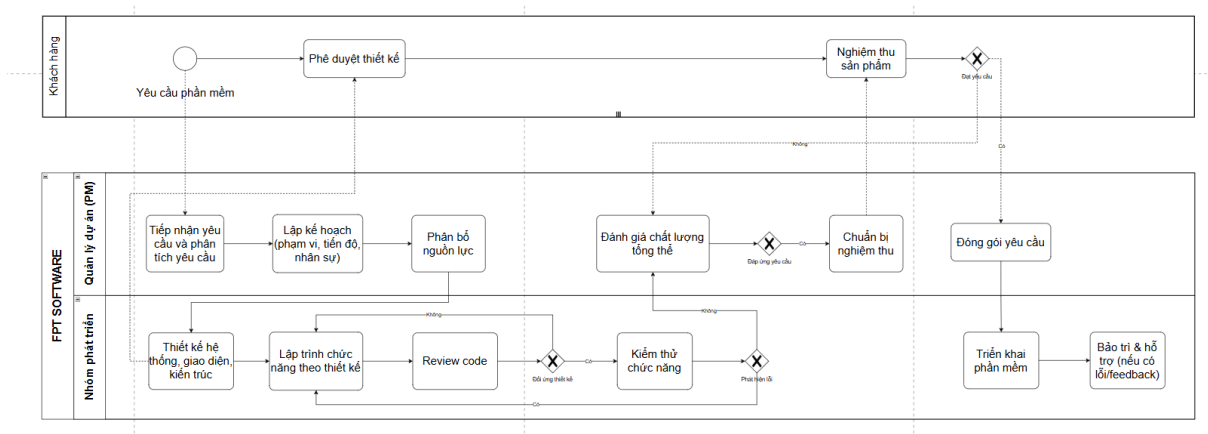 Khách hàng
Yêu cầu phần mềm
Phê duyệt thiết kế
Nghiệm thu
sản phẩm
Đạt yêu cầu
Không
Có
FPT SOFTWARE
Quản lý dự án (PM)
Tiếp nhận yêu
cầu và phân
tích yêu cầu
Lập kế hoạch
(phạm vi, tiến độ,
nhân sự)
Phân bổ
nguồn lực
Đánh giá chất lượng
tổng thể
Đáp ứng yêu cầu
Có
Chuẩn bị
nghiệm thu
Đóng gói yêu cầu
Nhóm phát triển
Thiết kế hệ
thống, giao diện,
kiến trúc
Lập trình chức
năng theo thiết kế
Review code
Không
Đối ứng thiết kế
Có
Kiểm thử
chức năng
Không
Phát hiện lỗi
Có
Triển khai
phần mềm
Bảo trì & hỗ
trợ (nếu có
lỗi/feedback)